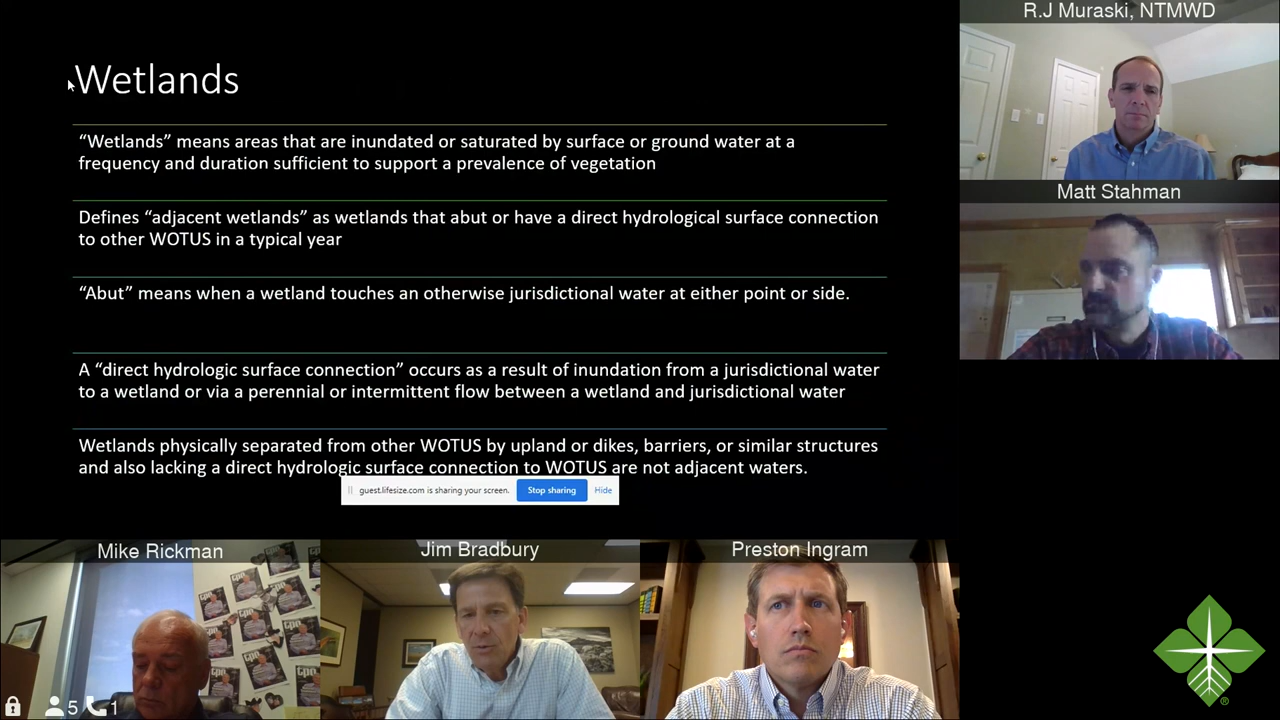 R.J Muraski, NTMWD
Wetlands
“Wetlands” means areas that are inundated or saturated by surface or ground water at a
frequency and duration sufficient to support a prevalence of vegetation
Matt Stahman
Defines “adjacent wetlands” as wetlands that abut or have a direct hydrological surface connection
to other WOTUS in a typical year
“Abut” means when a wetland touches an otherwise jurisdictional water at either point or side.
A “direct hydrologic surface connection” occurs as a result of inundation from a jurisdictional water
to a wetland or via a perennial or intermittent flow between a wetland and jurisdictional water
Wetlands physically separated from other WOTUS by upland or dikes, barriers, or similar structures
and also lacking a direct hydrologic surface connection to WOTUS are not adjacent waters.
guest.lifesize.com is sharing your screen.
Stop sharing
Hide
Mike Rickman
Jim Bradbury
Preston Ingram
5
1
®